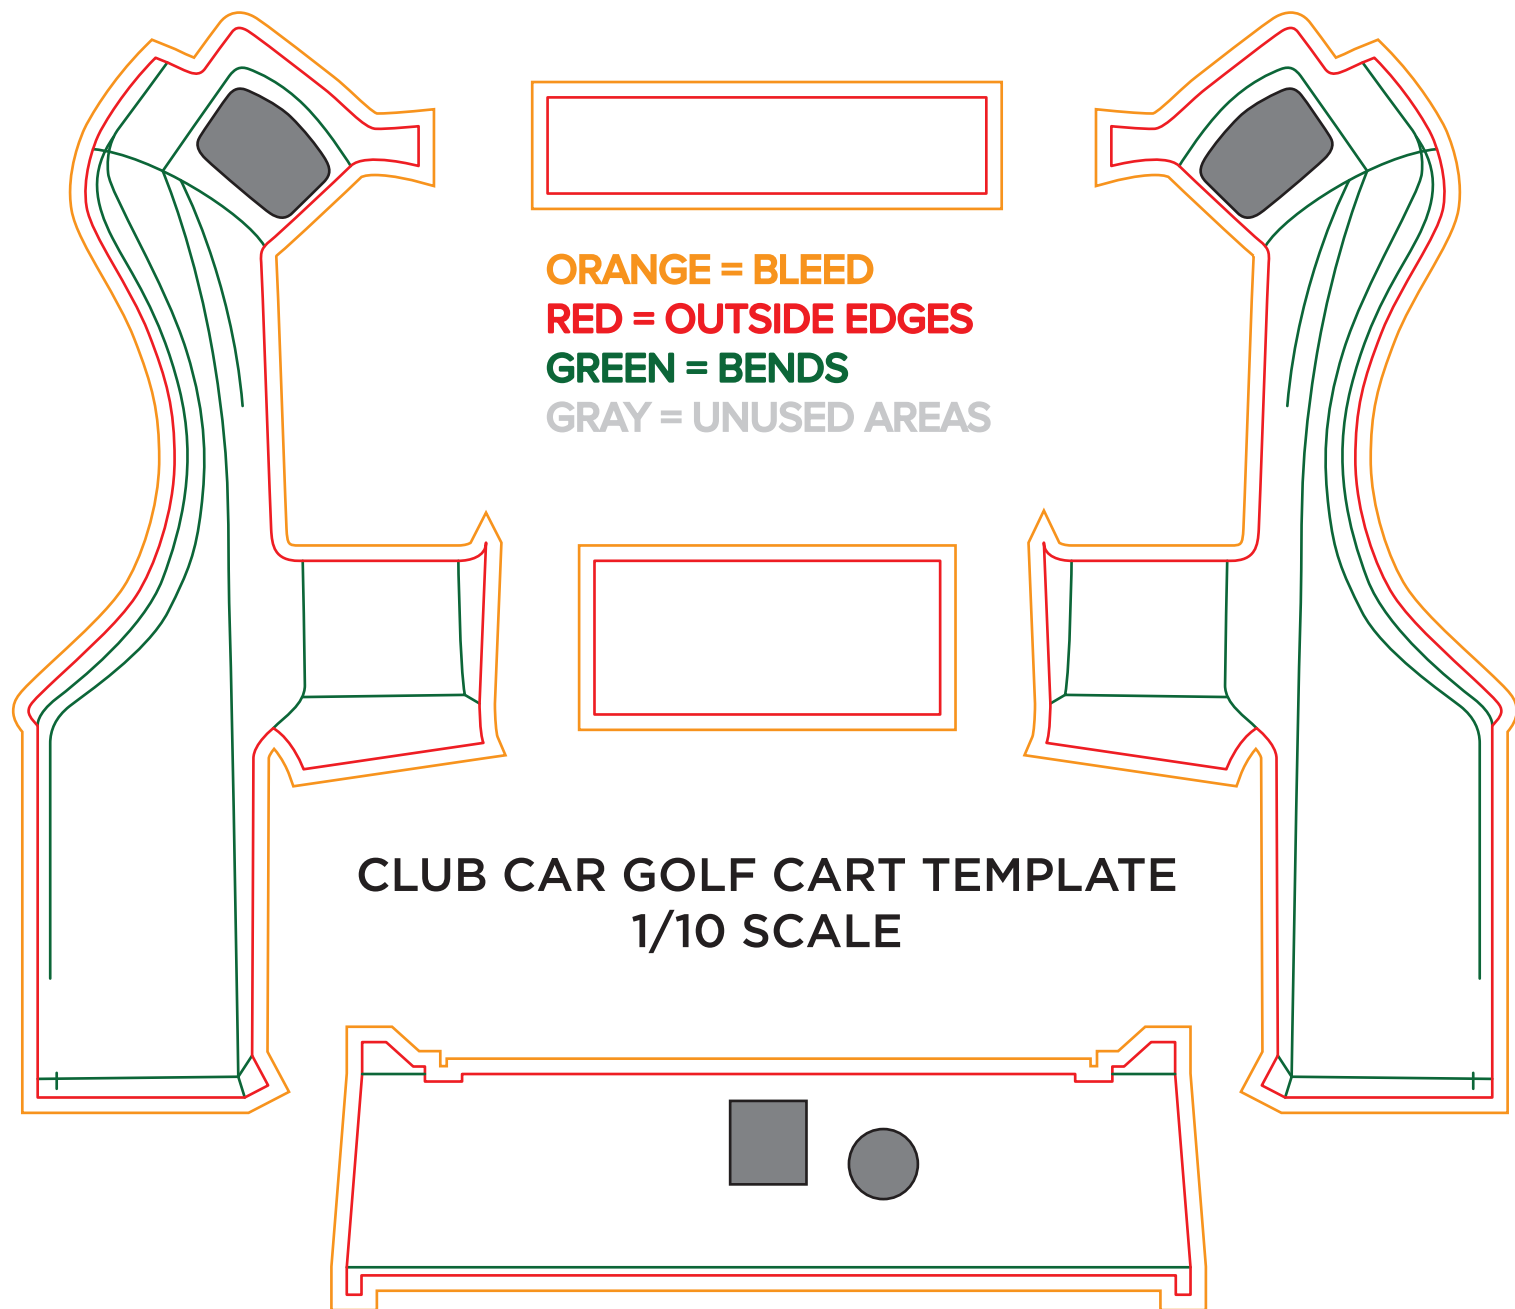 ORANGE = BLEED
RED = OUTSIDE EDGES
GREEN = BENDS
GRAY = UNUSED AREAS
CLUB CAR GOLF CART TEMPLATE
1/10 SCALE